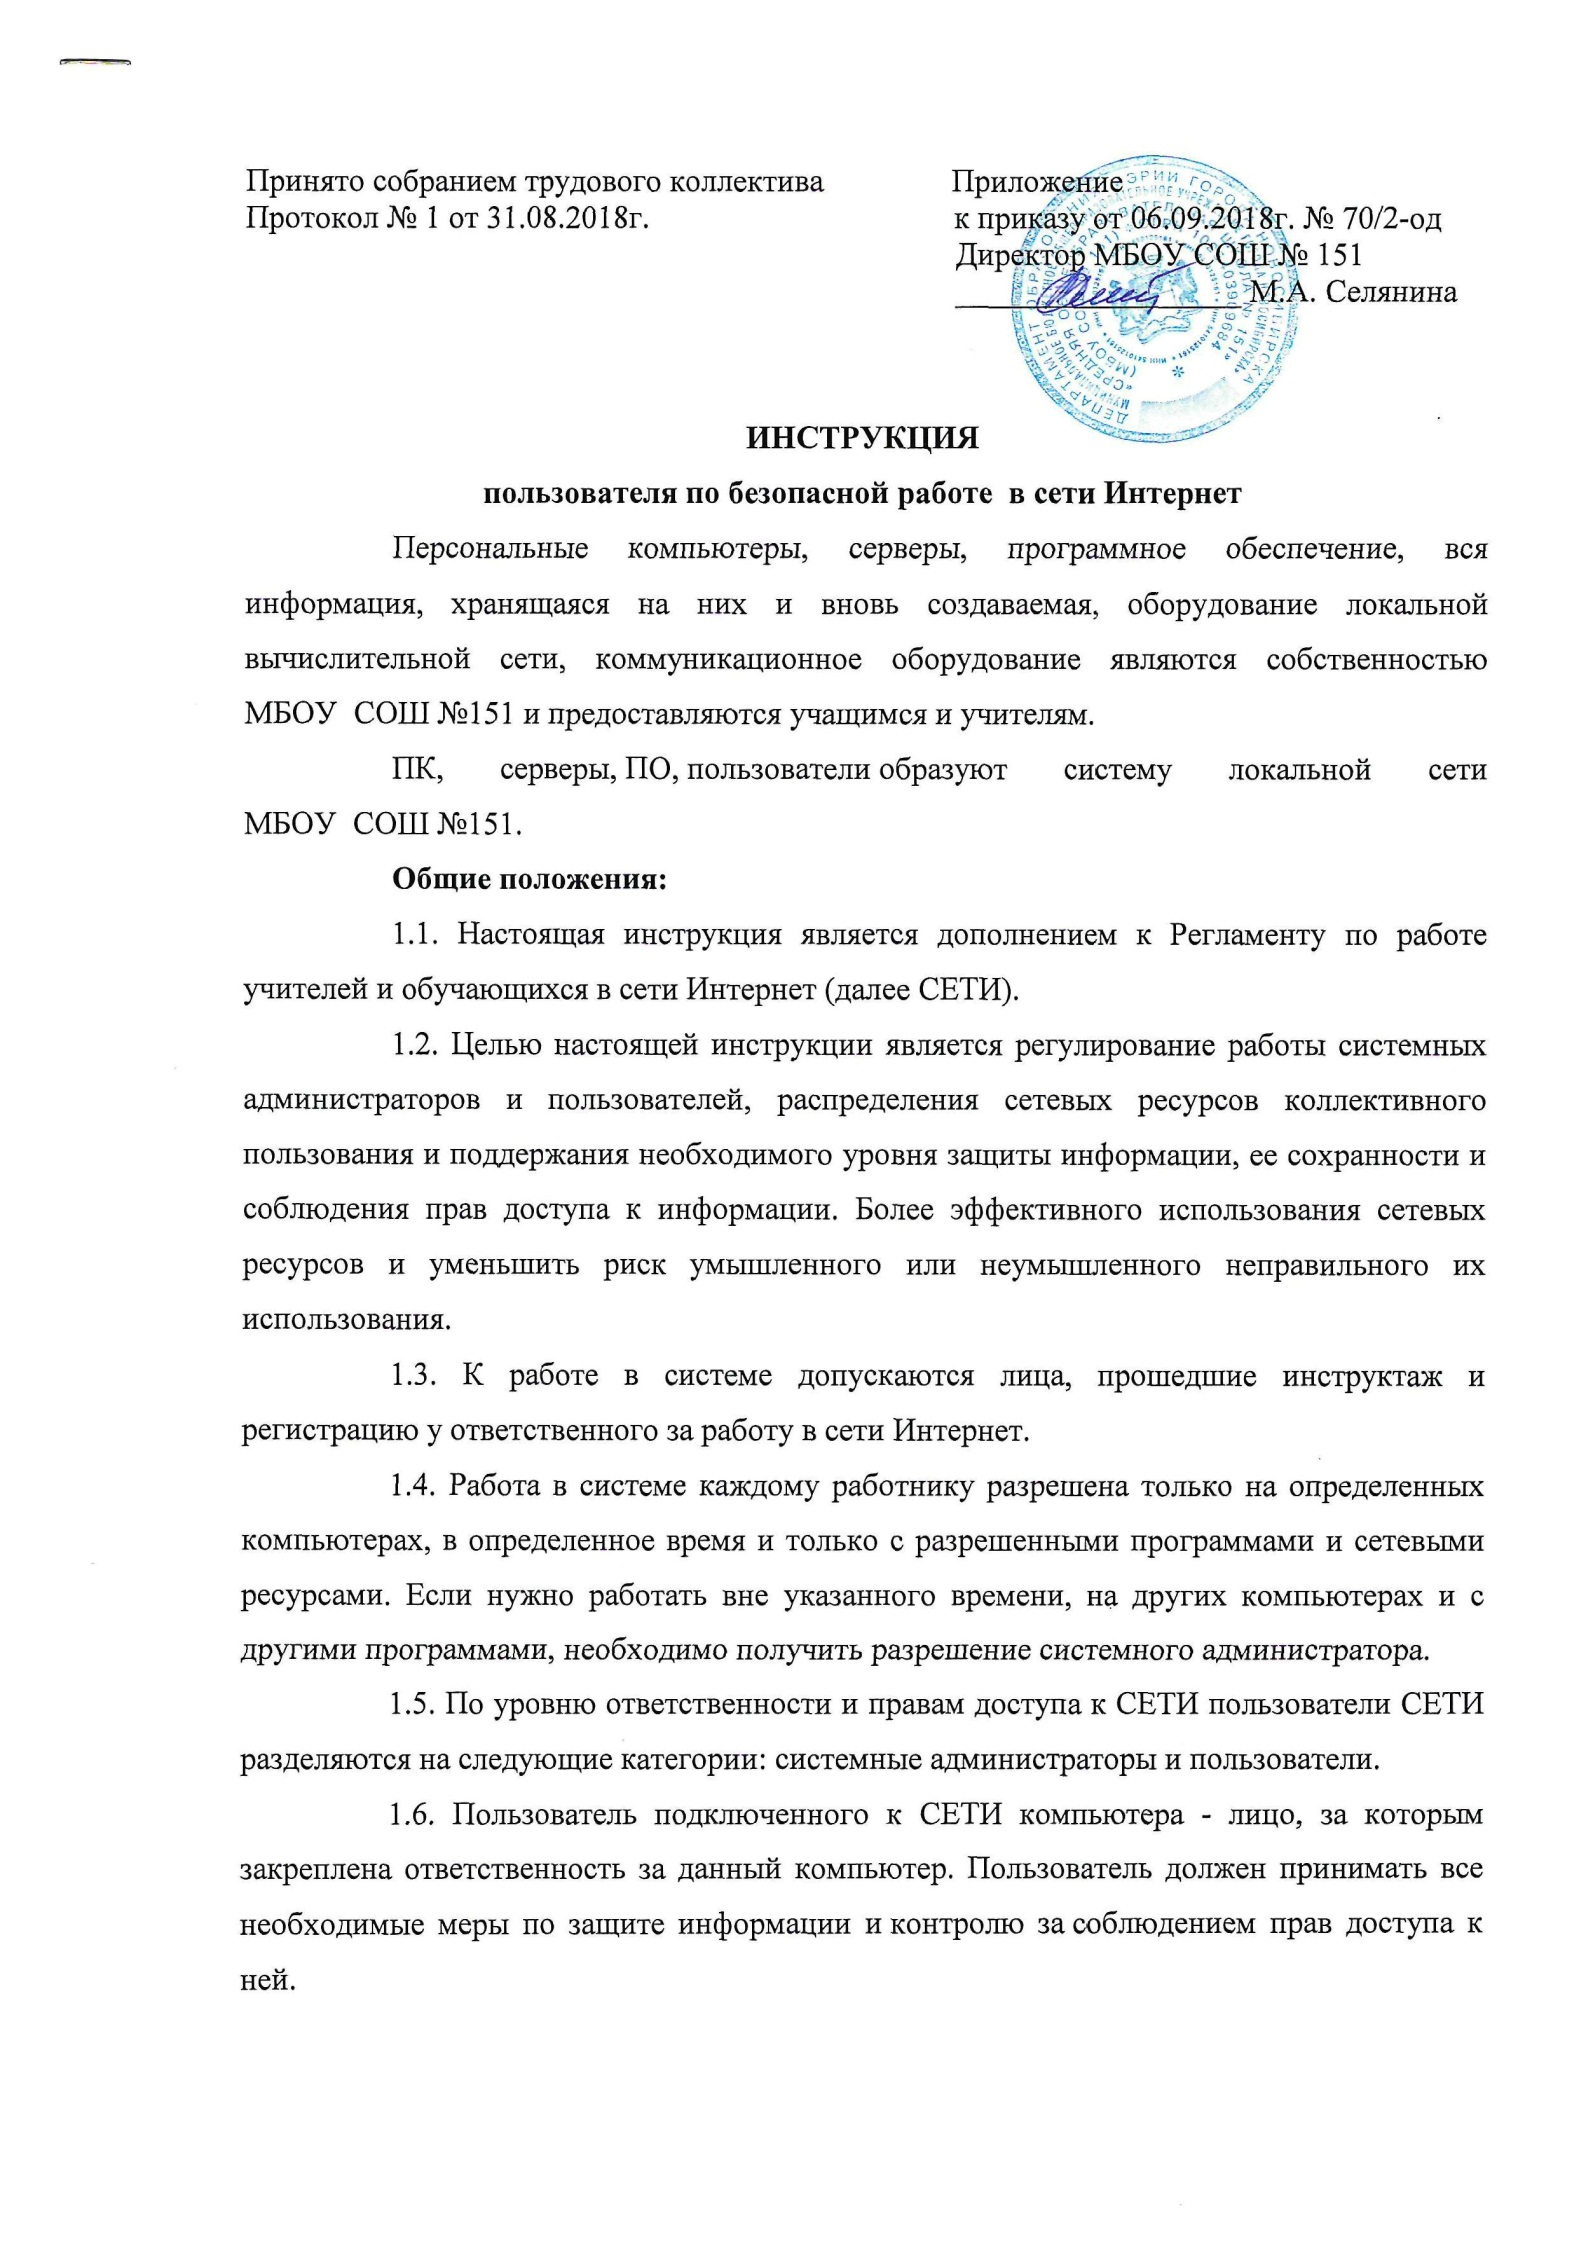 Принято собранием трудового коллектива
Протокол № 1 от 31.08.2018г.
Приложение
к приказу от 06.09.2018г. № 70/2-од
Директор МБОУ СОШ № 151
М.А. Селянина
ИНСТРУКЦИЯ
пользователя по безопасной работе в сети Интернет
Персональные компьютеры, серверы, программное обеспечение, вся
информация, хранящаяся на них и вновь создаваемая, оборудование локальной
вычислительной сети, коммуникационное оборудование являются собственностью
МБОУ СОШ №151 и предоставляются учащимся и учителям.
ПК, серверы, ПО, пользователи образуют систему локальной сети
МБОУ СОШ №151.
Общие положения:
1.1. Настоящая инструкция является дополнением к Регламенту по работе
учителей и обучающихся в сети Интернет (далее СЕТИ).
1.2. Целью настоящей инструкции является регулирование работы системных
администраторов и пользователей, распределения сетевых ресурсов коллективного
пользования и поддержания необходимого уровня защиты информации, ее сохранности и
соблюдения прав доступа к информации. Более эффективного использования сетевых
ресурсов и уменьшить риск умышленного или неумышленного неправильного их
использования.
1.3. К работе в системе допускаются лица, прошедшие инструктаж и
регистрацию у ответственного за работу в сети Интернет.
1.4. Работа в системе каждому работнику разрешена только на определенных
компьютерах, в определенное время и только с разрешенными программами и сетевыми
ресурсами. Если нужно работать вне указанного времени, на других компьютерах и с
другими программами, необходимо получить разрешение системного администратора.
1.5. По уровню ответственности и правам доступа к СЕТИ пользователи СЕТИ
разделяются на следующие категории: системные администраторы и пользователи.
1.6. Пользователь подключенного к СЕТИ компьютера - лицо, за которым
закреплена ответственность за данный компьютер. Пользователь должен принимать все
необходимые меры по защите информации и контролю за соблюдением прав доступа к
ней.